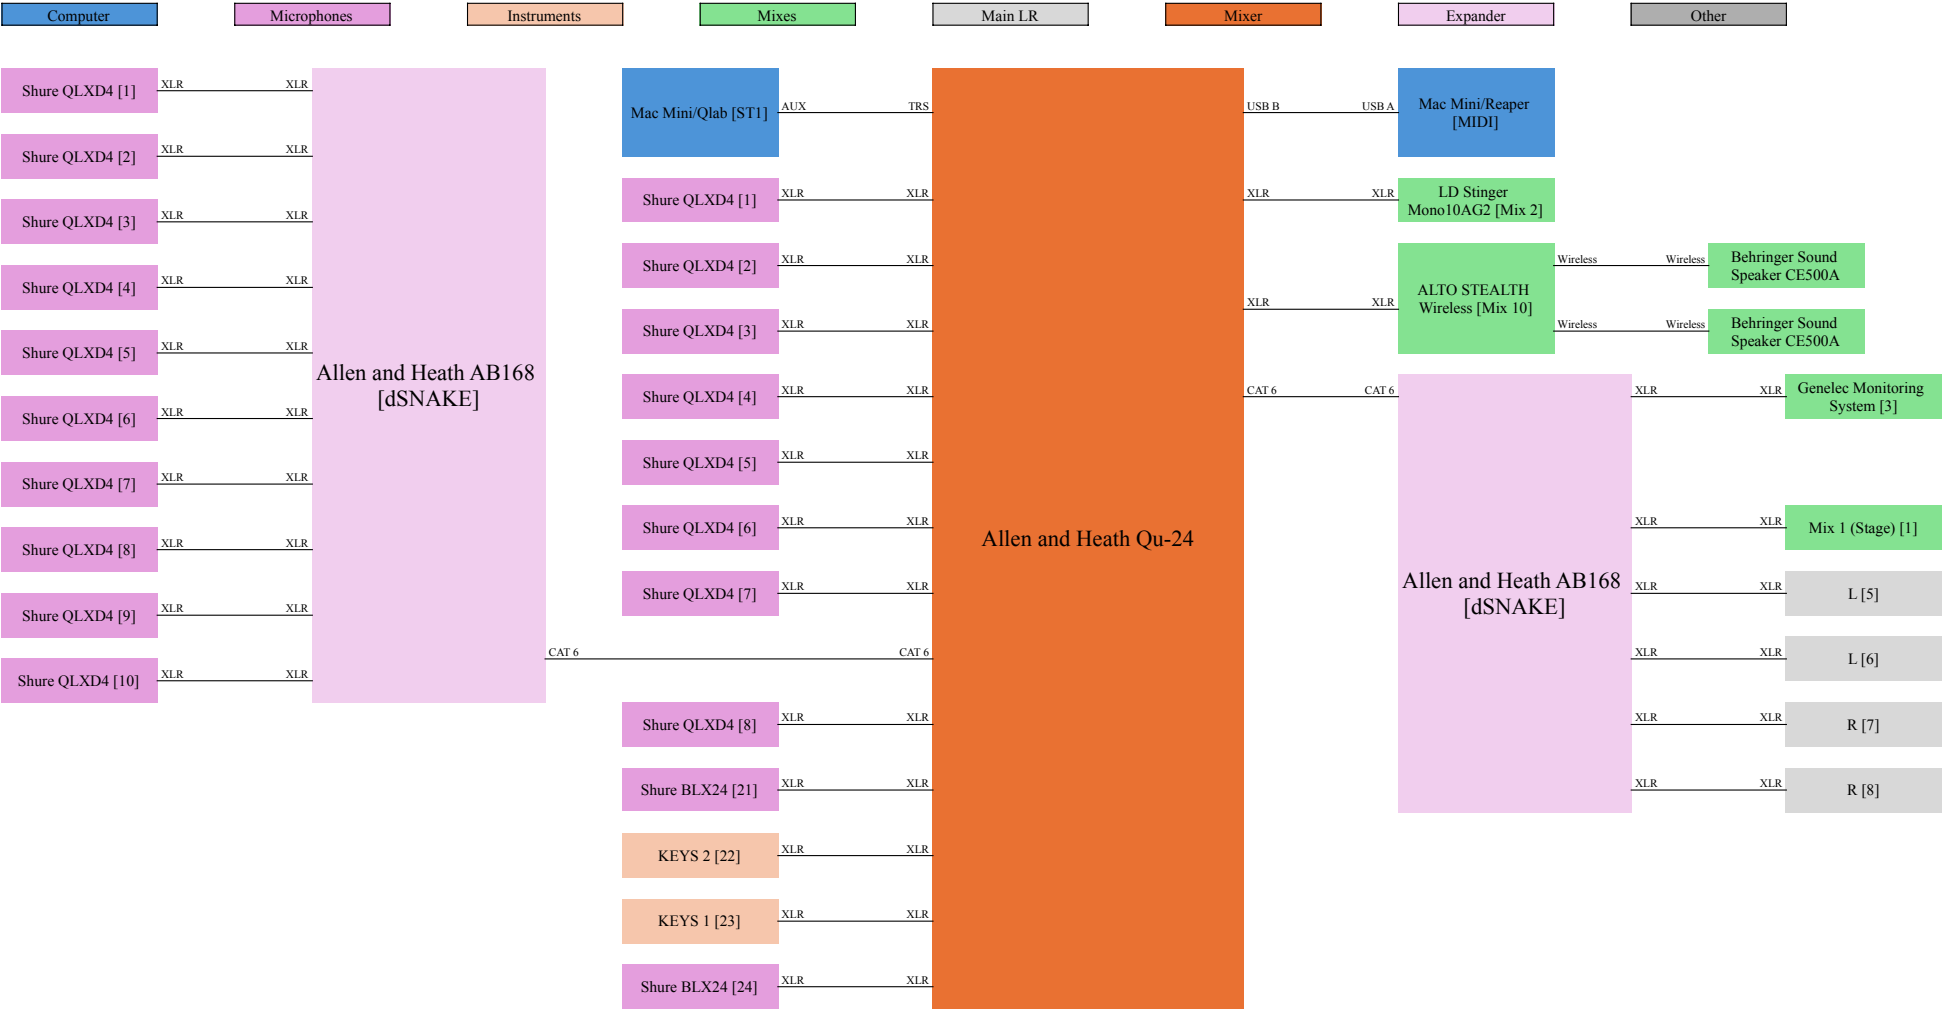 Computer
Microphones
Instruments
Mixes
Main LR
Mixer
Expander
Other
Shure QLXD4 [1]
XLR
XLR
Shure QLXD4 [2]
XLR
XLR
Shure QLXD4 [3]
XLR
XLR
Shure QLXD4 [4]
XLR
XLR
Shure QLXD4 [5]
XLR
XLR
Shure QLXD4 [6]
XLR
XLR
Shure QLXD4 [7]
XLR
XLR
Shure QLXD4 [8]
XLR
XLR
Shure QLXD4 [9]
XLR
XLR
Shure QLXD4 [10]
XLR
XLR
Allen and Heath AB168
[dSNAKE]
CAT 6
CAT 6
Mac Mini/Qlab [ST1]
AUX
TRS
Shure QLXD4 [1]
XLR
XLR
Shure QLXD4 [2]
XLR
XLR
Shure QLXD4 [3]
XLR
XLR
Shure QLXD4 [4]
XLR
XLR
Shure QLXD4 [5]
XLR
XLR
Shure QLXD4 [6]
XLR
XLR
Shure QLXD4 [7]
XLR
XLR
Shure QLXD4 [8]
XLR
XLR
Shure BLX24 [21]
XLR
XLR
KEYS 2 [22]
XLR
XLR
KEYS 1 [23]
XLR
XLR
Shure BLX24 [24]
XLR
XLR
Allen and Heath Qu-24
USB B
USB A
Mac Mini/Reaper
[MIDI]
XLR
XLR
LD Stinger
Mono10AG2 [Mix 2]
XLR
XLR
ALTO STEALTH
Wireless [Mix 10]
Wireless
Wireless
Behringer Sound
Speaker CE500A
Wireless
Wireless
Behringer Sound
Speaker CE500A
CAT 6
CAT 6
Allen and Heath AB168
[dSNAKE]
XLR
XLR
Genelec Monitoring
System [3]
XLR
XLR
Mix 1 (Stage) [1]
XLR
XLR
L [5]
XLR
XLR
L [6]
XLR
XLR
R [7]
XLR
XLR
R [8]